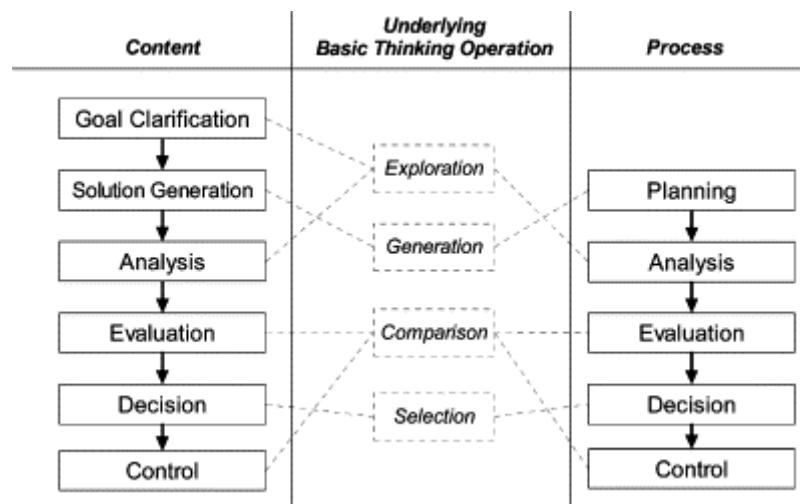 Content
Underlying
Basic Thinking Operation
Process
Goal Clarification
Solution Generation
Analysis
Evaluation
Decision
Control
Exploration
Generation
Comparison
Selection
Planning
Analysis
Evaluation
Decision
Control